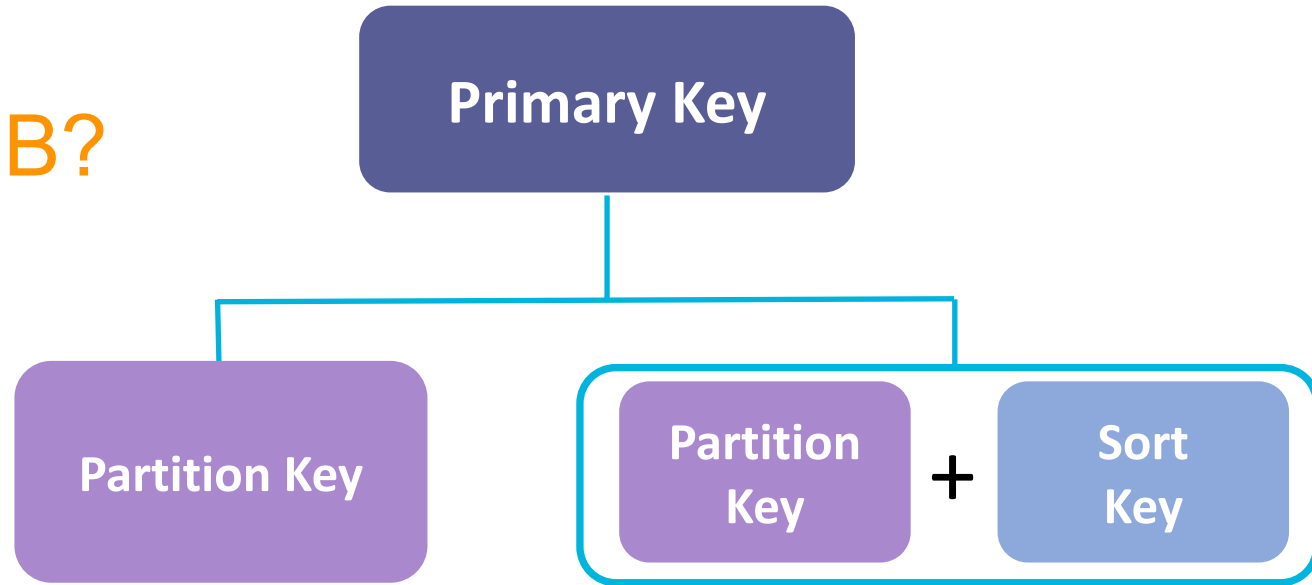 Primary Key
B?
Partition Key
Partition
Key
+
Sort
Key